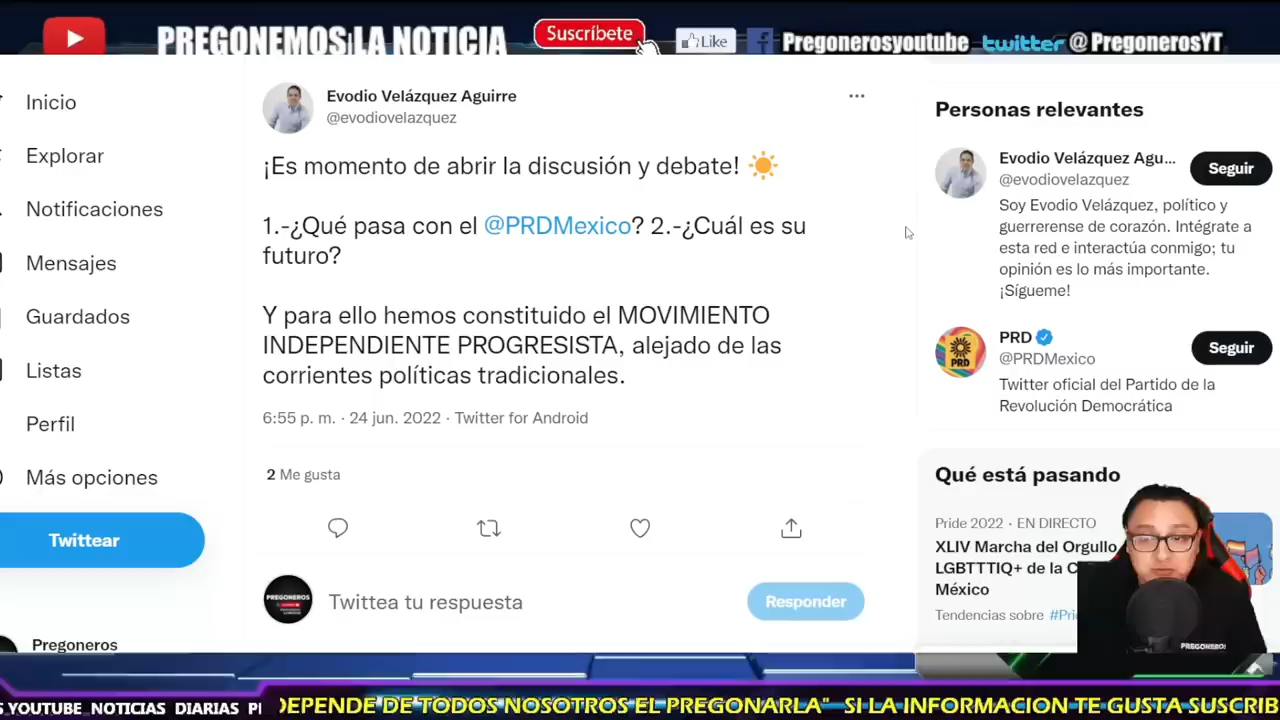 PREGONEMOS LA NOTICIA
Suscríbete
Like
Pregonerosyoutube
twitter @PregonerosYT
Inicio
Explorar
Notificaciones
Mensajes
Guardados
Listas
Perfil
Más opciones
Twittear
Pregoneros
Evodio Velázquez Aguirre
@evodiovelazquez
¡Es momento de abrir la discusión y debate!
1.-¿Qué pasa con el @PRDMexico? 2.-¿Cuál es su
futuro?
Y para ello hemos constituido el MOVIMIENTO
INDEPENDIENTE PROGRESISTA, alejado de las
corrientes políticas tradicionales.
6:55 p. m. · 24 jun. 2022 · Twitter for Android
2 Me gusta
PREGONEROS
Twittea tu respuesta
Responder
Personas relevantes
Evodio Velázquez Agu...
@evodiovelazquez
Seguir
Soy Evodio Velázquez, político y
guerrerense de corazón. Intégrate a
esta red e interactúa conmigo; tu
opinión es lo más importante.
¡Sígueme!
PRD
PRD
@PRDMexico
Seguir
Twitter oficial del Partido de la
Revolución Democrática
Qué está pasando
Pride 2022 · EN DIRECTO
XLIV Marcha del Orgullo
LGBTTTIQ+ de la C
México
Tendencias sobre #Pri
PREGONEROS
S YOUTUBE NOTICIAS DIARIAS
DEPENDE DE TODOS NOSOTROS EL PREGONARLA" SI LA INFORMACION TE GUSTA SUSCRIB